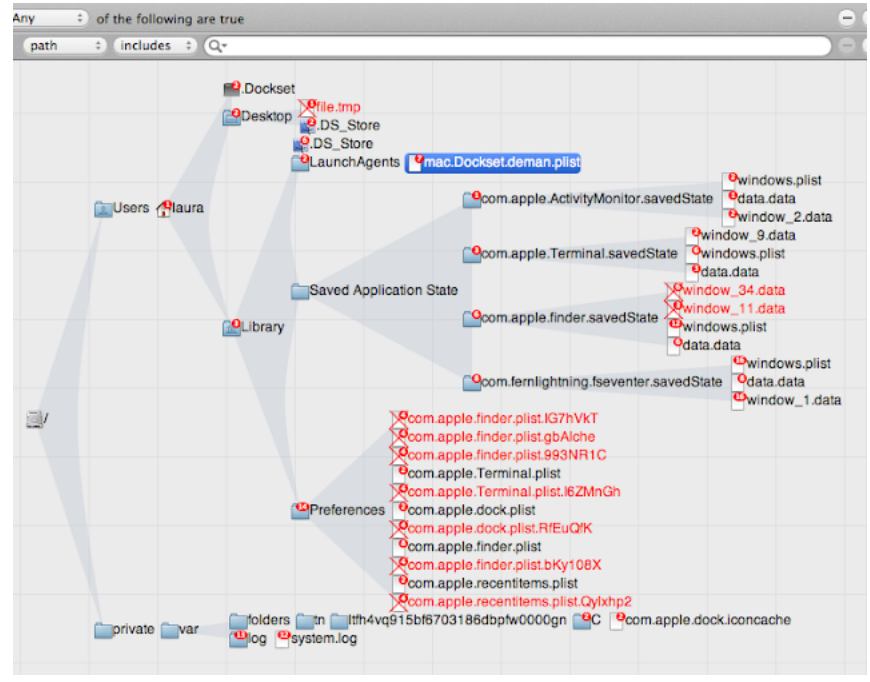 Any of the following are true
path includes
.Dockset
Desktop
file.tmp
.DS_Store
.DS_Store
LaunchAgents mac.Dockset.deman.plist
Users laura
com.apple.ActivityMonitor.savedState
windows.plist
data.data
window_2.data
com.apple.Terminal.savedState
window_9.data
windows.plist
data.data
Saved Application State
com.apple.finder.savedState
window_34.data
window_11.data
windows.plist
data.data
Library
com.fernlightning.fseventer.savedState
windows.plist
data.data
window_1.data
/
com.apple.finder.plist.IG7hVkT
com.apple.finder.plist.gbAlche
com.apple.finder.plist.993NR1C
com.apple.Terminal.plist
com.apple.Terminal.plist.I6ZMnGh
Preferences
com.apple.dock.plist
com.apple.dock.plist.RfEuQfK
com.apple.finder.plist
com.apple.finder.plist.bKy108X
com.apple.recentitems.plist
com.apple.recentitems.plist.Qylxhp2
private var
folders tn ltfh4vq915bf6703186dbpfw0000gn C com.apple.dock.iconcache
log system.log